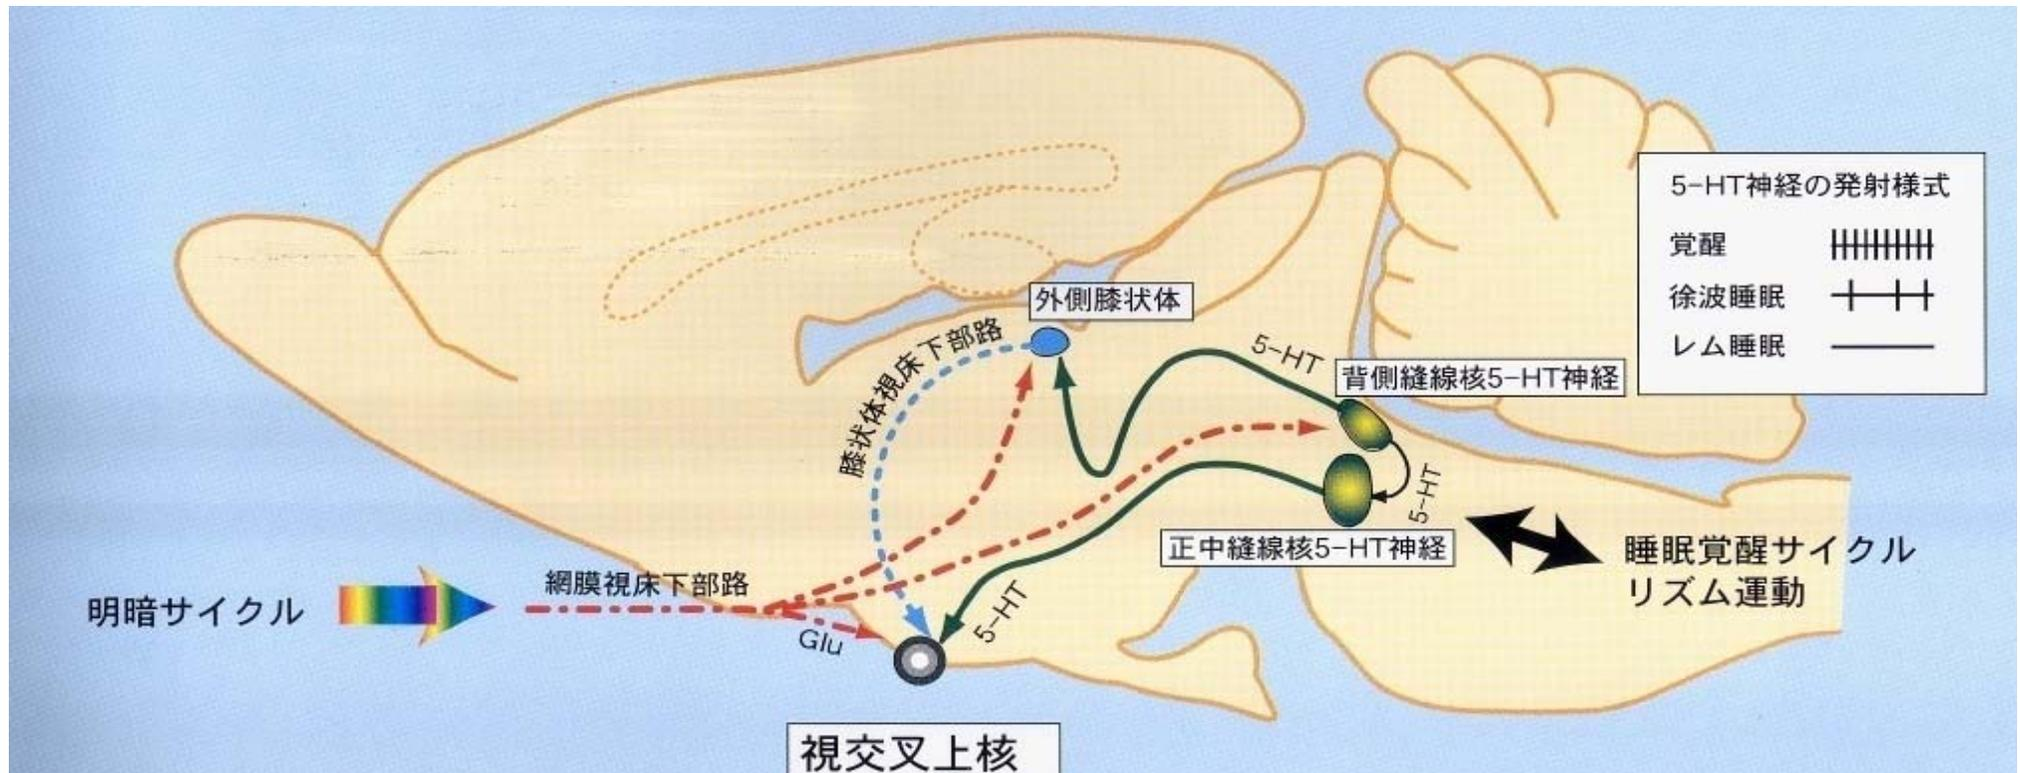 5-HT神経の発射様式
覚醒
徐波睡眠
レム睡眠
外側膝状体
膝状体視床下部路
5-HT
背側縫線核5-HT神経
5-HT
正中縫線核5-HT神経
睡眠覚醒サイクル
リズム運動
明暗サイクル
網膜視床下部路
Glu
5-HT
視交叉上核